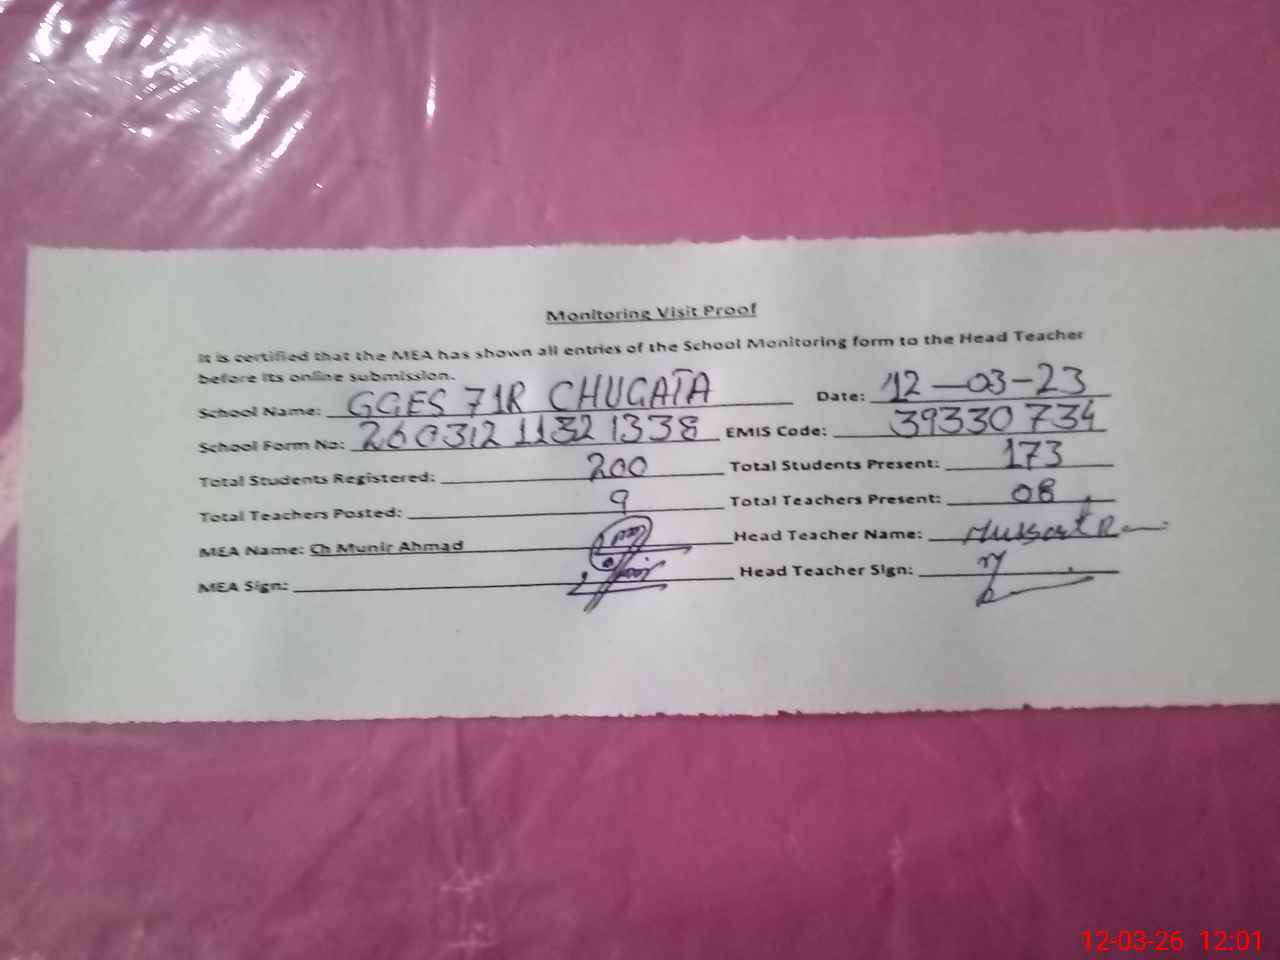 Monitoring Visit Proof
It is certified that the MEA has shown all entries of the School Monitoring form to the Head Teacher
before its online submission.
School Name: GGES 71R CHUGATA Date: 12-03-23
School Form No: 260312 1132 1338 EMIS Code: 39330734
Total Students Registered: 200 Total Students Present: 173
Total Teachers Posted: 9 Total Teachers Present: 08
MEA Name: Ch Munir Ahmad Head Teacher Name:
MEA Sign: Head Teacher Sign:
12-03-26 12:01